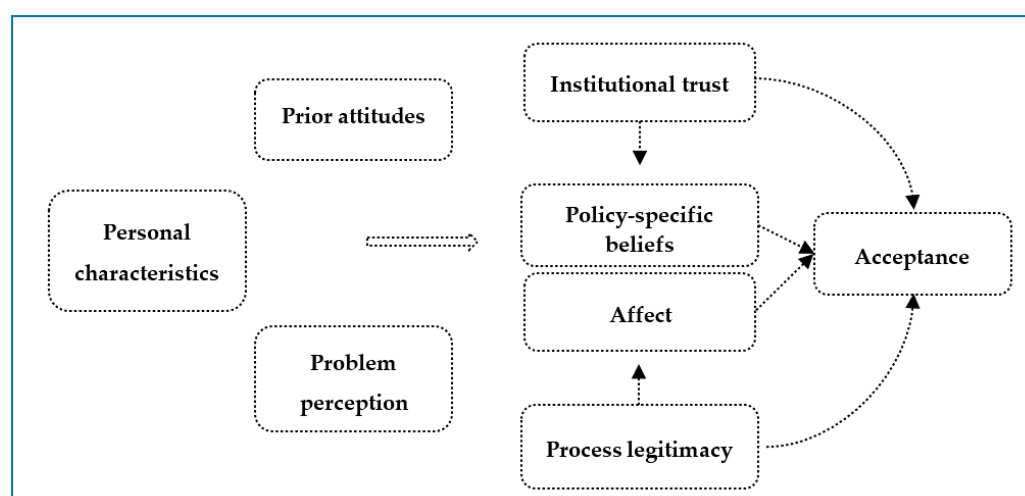 Institutional trust
Prior attitudes
Personal
characteristics
Policy-specific
beliefs
Acceptance
Affect
Problem
perception
Process legitimacy